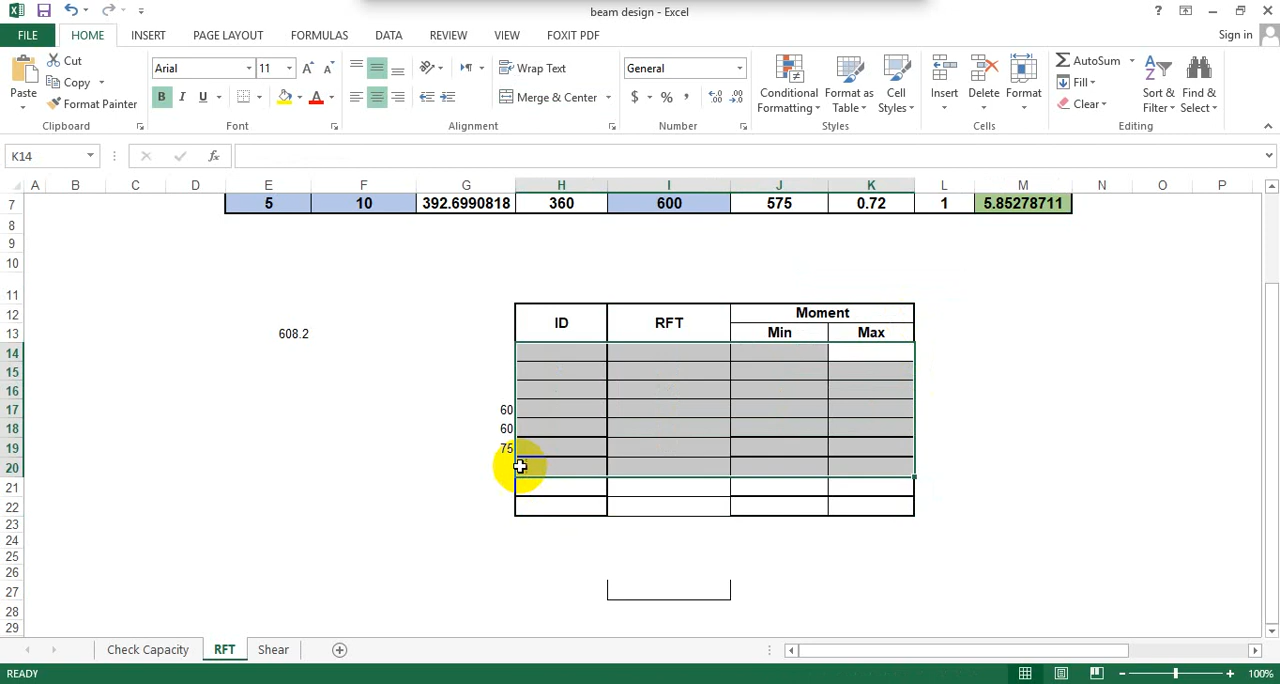 beam design - Excel
Sign in
FILE HOME INSERT PAGE LAYOUT FORMULAS DATA REVIEW VIEW FOXIT PDF
Paste
Cut
Copy
Format Painter
Clipboard
Arial 11
B I U
Font
Wrap Text
Merge & Center
Alignment
General
$ % ,
Number
Conditional Formatting
Format as Table
Cell Styles
Styles
Insert Delete Format
Cells
AutoSum
Fill
Clear
Sort & Filter
Find & Select
Editing
K14
fx
A B C D E F G H I J K L M N O P
7 5 10 392.6990818 360 600 575 0.72 1 5.85278711
8
9
10
11
12 ID RFT Moment
13 608.2 Min Max
14
15
16
17 60
18 60
19 75
20
21
22
23
24
25
26
27
28
29
Check Capacity RFT Shear
READY
100%